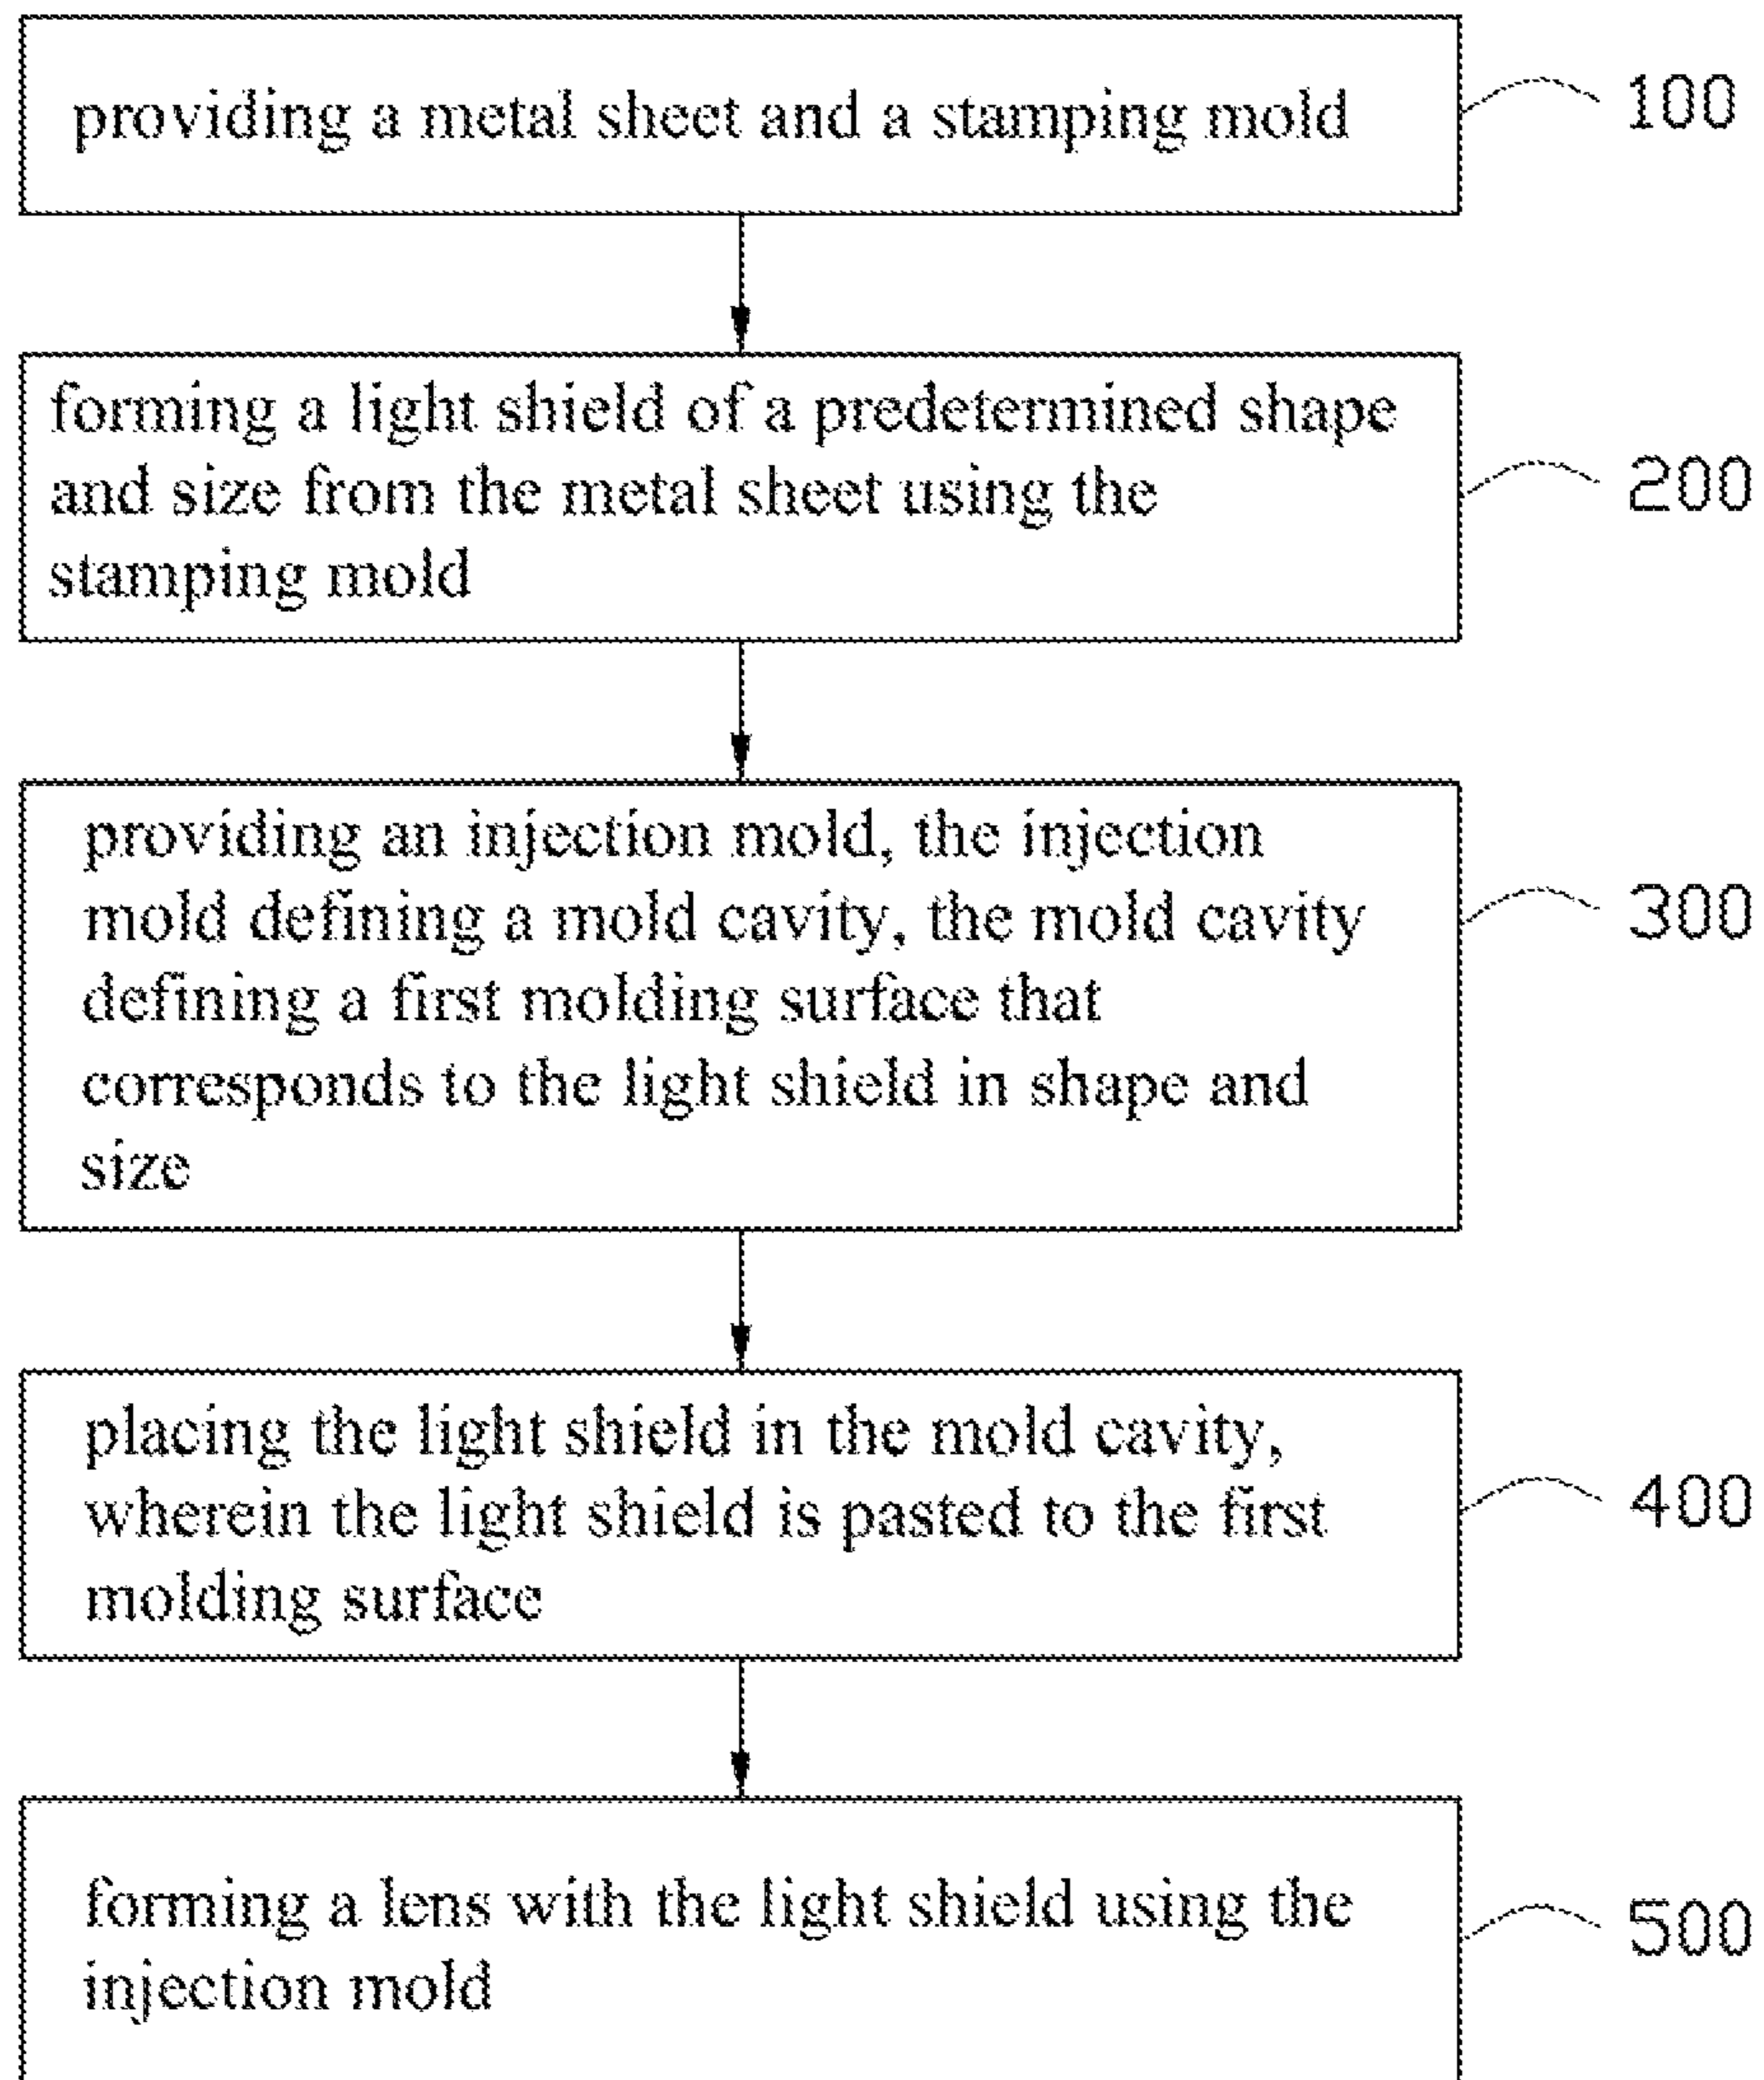 providing a metal sheet and a stamping mold
100
forming a light shield of a predetermined shape
and size from the metal sheet using the
stamping mold
200
providing an injection mold, the injection
mold defining a mold cavity, the mold cavity
defining a first molding surface that
corresponds to the light shield in shape and
size
300
placing the light shield in the mold cavity,
wherein the light shield is pasted to the first
molding surface
400
forming a lens with the light shield using the
injection mold
500